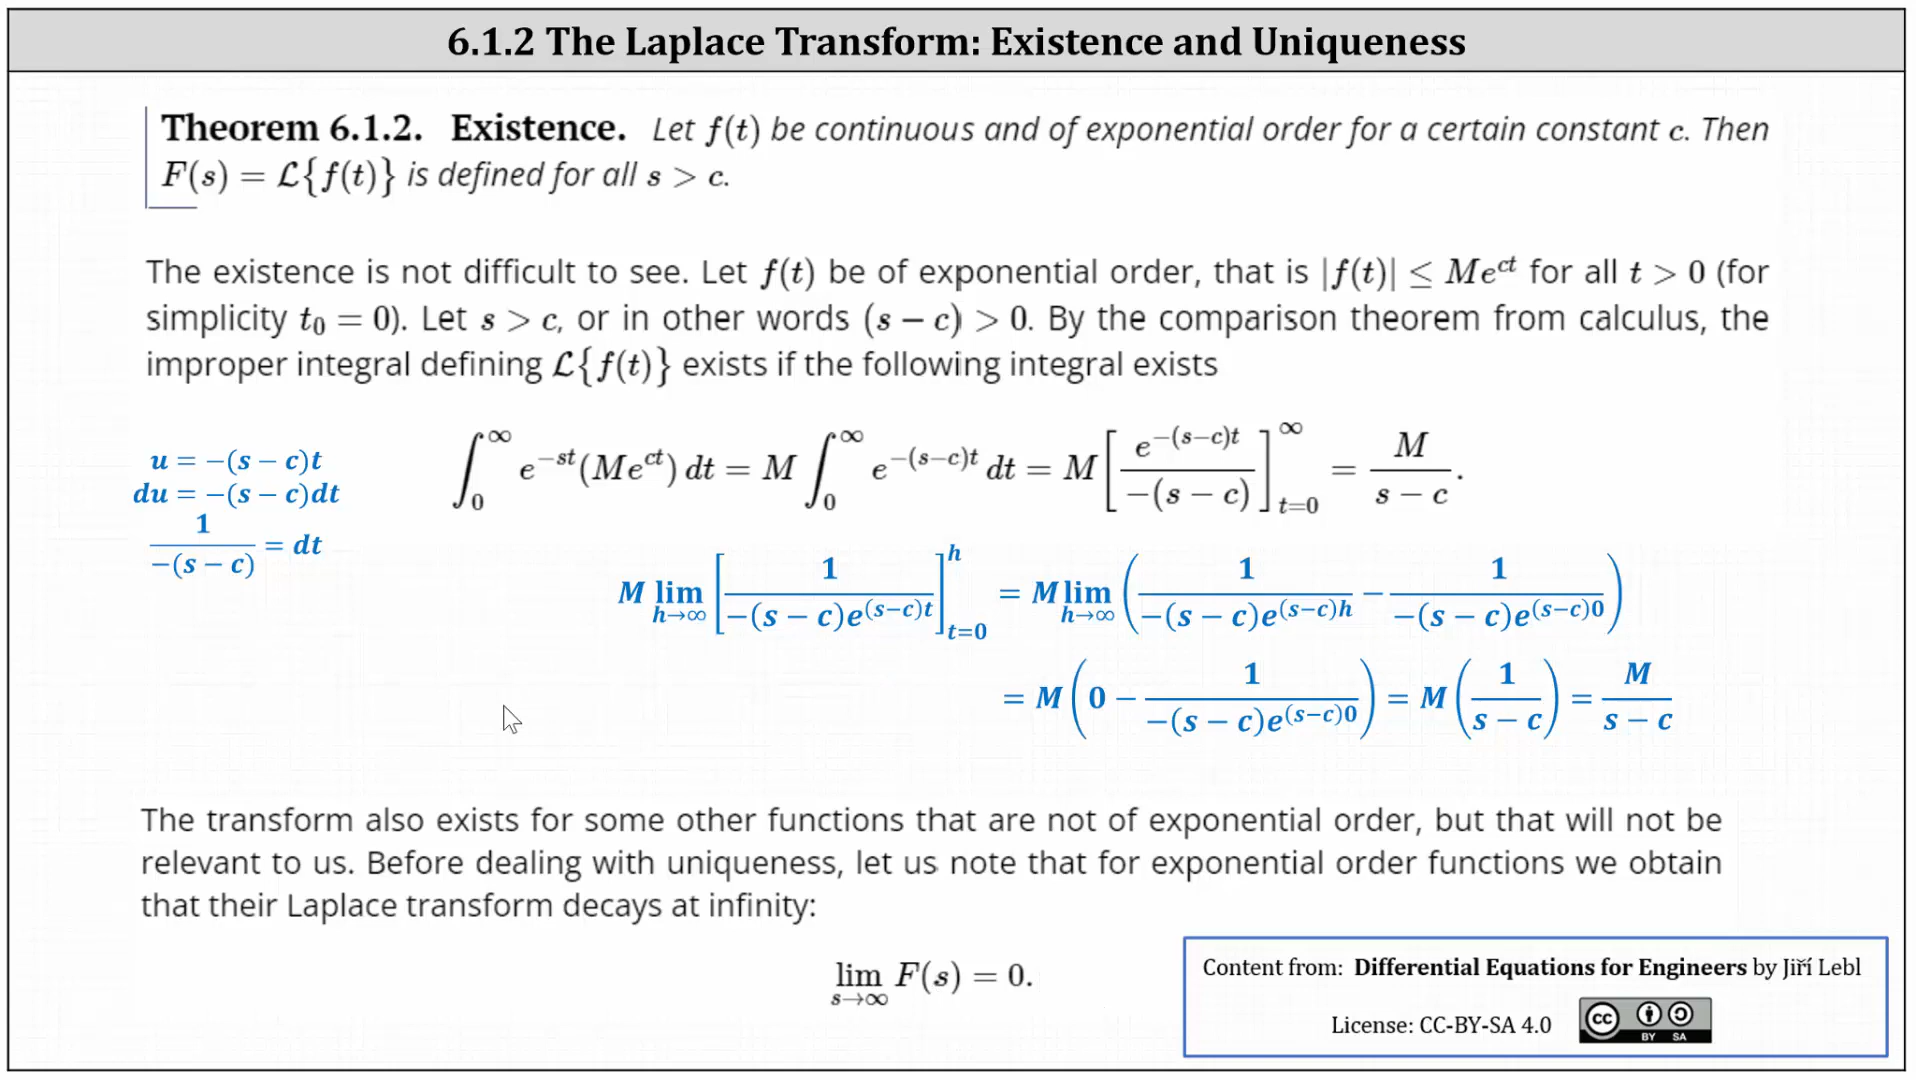 6.1.2 The Laplace Transform: Existence and Uniqueness
Theorem 6.1.2. Existence. Let f(t) be continuous and of exponential order for a certain constant c. Then
F(s) = ℒ{f(t)} is defined for all s > c.
The existence is not difficult to see. Let f(t) be of exponential order, that is |f(t)| ≤ Me^{ct} for all t > 0 (for
simplicity t₀ = 0). Let s > c, or in other words (s − c) > 0. By the comparison theorem from calculus, the
improper integral defining ℒ{f(t)} exists if the following integral exists
∫_0^∞ e^{−st}(Me^{ct}) dt = M ∫_0^∞ e^{−(s−c)t} dt = M [ e^{−(s−c)t} / −(s − c) ]_{t=0}^∞ = M / (s − c).
u = −(s − c)t
du = −(s − c)dt
1 / −(s − c) = dt
M lim_{h→∞} [ 1 / −(s − c)e^{(s−c)t} ]_{t=0}^h = M lim_{h→∞} ( 1 / −(s − c)e^{(s−c)h} − 1 / −(s − c)e^{(s−c)0} )
= M ( 0 − 1 / −(s − c)e^{(s−c)0} ) = M ( 1 / (s − c) ) = M / (s − c)
The transform also exists for some other functions that are not of exponential order, but that will not be
relevant to us. Before dealing with uniqueness, let us note that for exponential order functions we obtain
that their Laplace transform decays at infinity:
lim_{s→∞} F(s) = 0.
Content from: Differential Equations for Engineers by Jiří Lebl
License: CC-BY-SA 4.0
cc BY SA